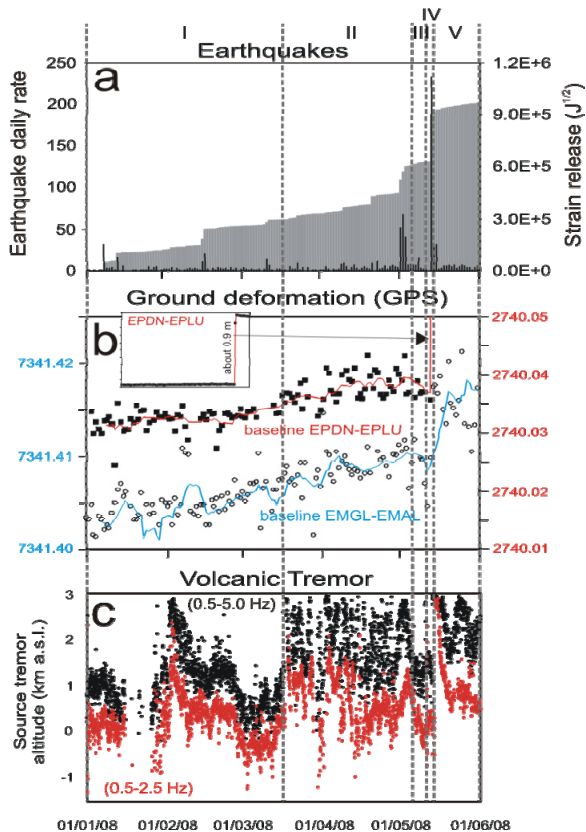 IV
I II III V
Earthquakes
a
Earthquake daily rate
250
200
150
100
50
0
Strain release (J1/2)
1.2E+6
9.0E+5
6.0E+5
3.0E+5
0.0E+0
Ground deformation (GPS)
b
EPDN-EPLU
about 0.9 m
7341.42
7341.41
7341.40
2740.05
2740.04
2740.03
2740.02
2740.01
baseline EPDN-EPLU
baseline EMGL-EMAL
Volcanic Tremor
c
(0.5-5.0 Hz)
Source tremor
altitude (km a.s.l.)
3
2
1
0
-1
(0.5-2.5 Hz)
01/01/08 01/02/08 01/03/08 01/04/08 01/05/08 01/06/08